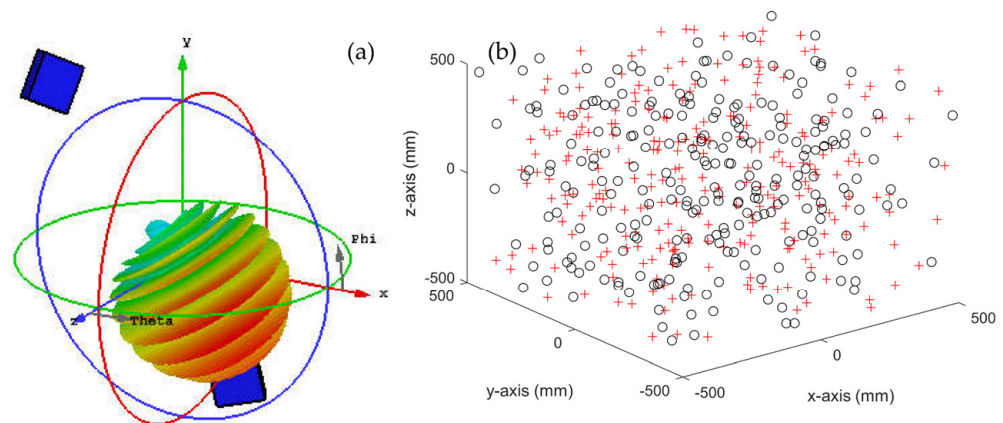 (a)
y
Phi
x
z
Theta
(b)
z-axis (mm)
500
0
-500
500
0
-500
y-axis (mm)
-500
0
500
x-axis (mm)